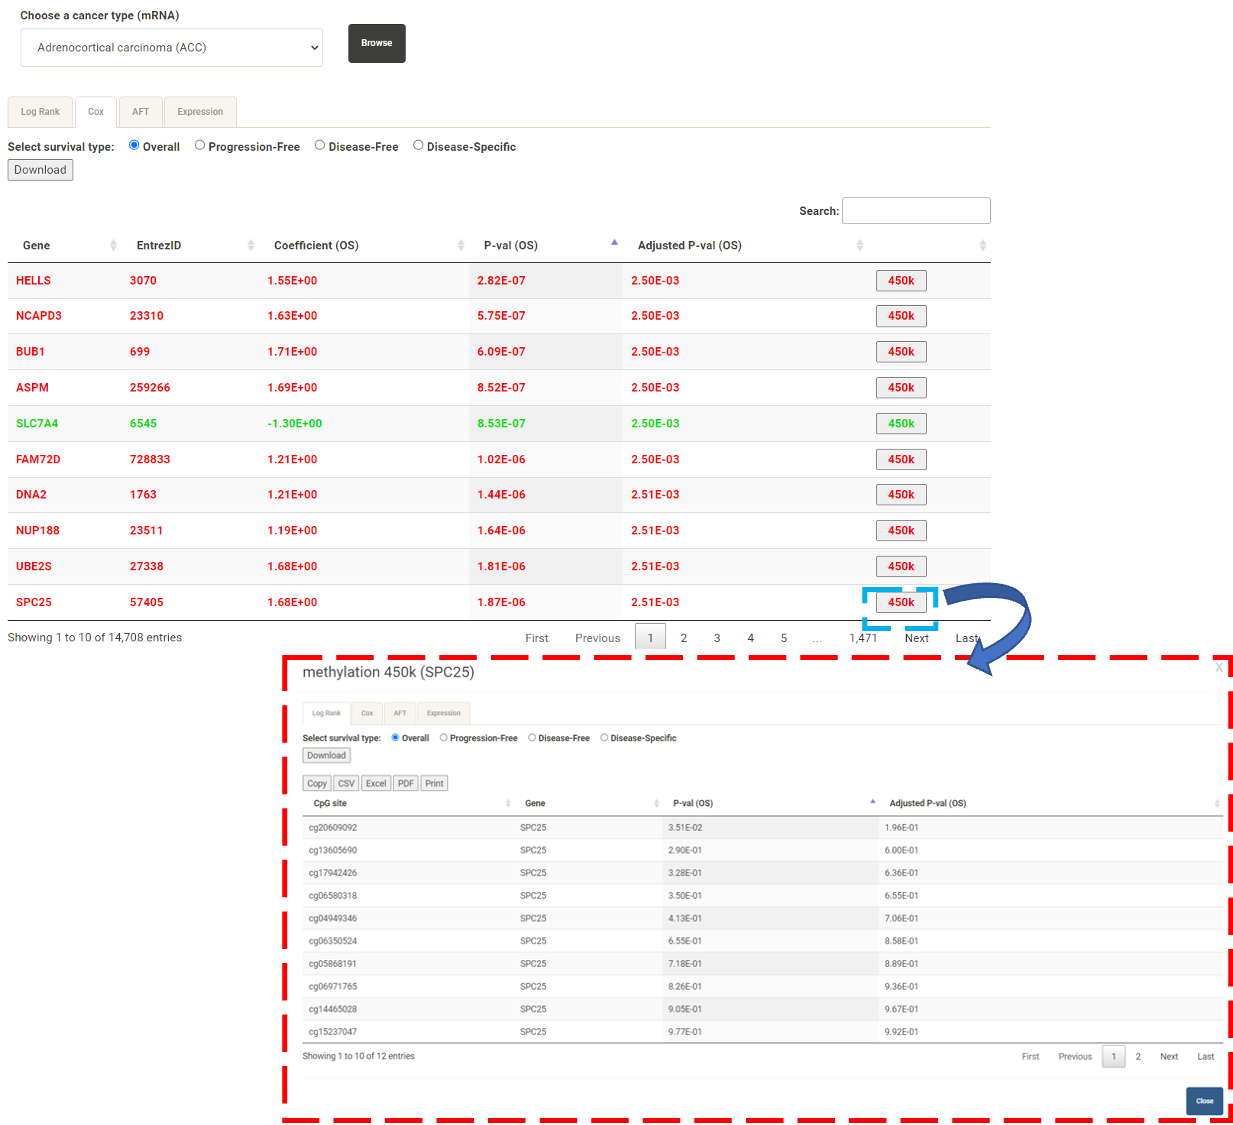 Choose a cancer type (mRNA)
Adrenocortical carcinoma (ACC)
Browse
Log Rank Cox AFT Expression
Select survival type: Overall Progression-Free Disease-Free Disease-Specific
Download
Search:
Gene EntrezID Coefficient (OS) P-val (OS) Adjusted P-val (OS)
HELLS 3070 1.55E+00 2.82E-07 2.50E-03 450k
NCAPD3 23310 1.63E+00 5.75E-07 2.50E-03 450k
BUB1 699 1.71E+00 6.09E-07 2.50E-03 450k
ASPM 259266 1.69E+00 8.52E-07 2.50E-03 450k
SLC7A4 6545 -1.30E+00 8.53E-07 2.50E-03 450k
FAM72D 728833 1.21E+00 1.02E-06 2.50E-03 450k
DNA2 1763 1.21E+00 1.44E-06 2.51E-03 450k
NUP188 23511 1.19E+00 1.64E-06 2.51E-03 450k
UBE2S 27338 1.68E+00 1.81E-06 2.51E-03 450k
SPC25 57405 1.68E+00 1.87E-06 2.51E-03 450k
Showing 1 to 10 of 14,708 entries First Previous 1 2 3 4 5 ... 1,471 Next Last
methylation 450k (SPC25) X
Log Rank Cox AFT Expression
Select survival type: Overall Progression-Free Disease-Free Disease-Specific
Download
Copy CSV Excel PDF Print
CpG site Gene P-val (OS) Adjusted P-val (OS)
cg20609092 SPC25 3.51E-02 1.96E-01
cg13605690 SPC25 2.90E-01 6.00E-01
cg17942426 SPC25 3.28E-01 6.36E-01
cg06580318 SPC25 3.50E-01 6.55E-01
cg04949346 SPC25 4.13E-01 7.06E-01
cg06350524 SPC25 6.55E-01 8.58E-01
cg05868191 SPC25 7.18E-01 8.89E-01
cg06971765 SPC25 8.26E-01 9.36E-01
cg14465028 SPC25 9.05E-01 9.67E-01
cg15237047 SPC25 9.77E-01 9.92E-01
Showing 1 to 10 of 12 entries First Previous 1 2 Next Last
Close